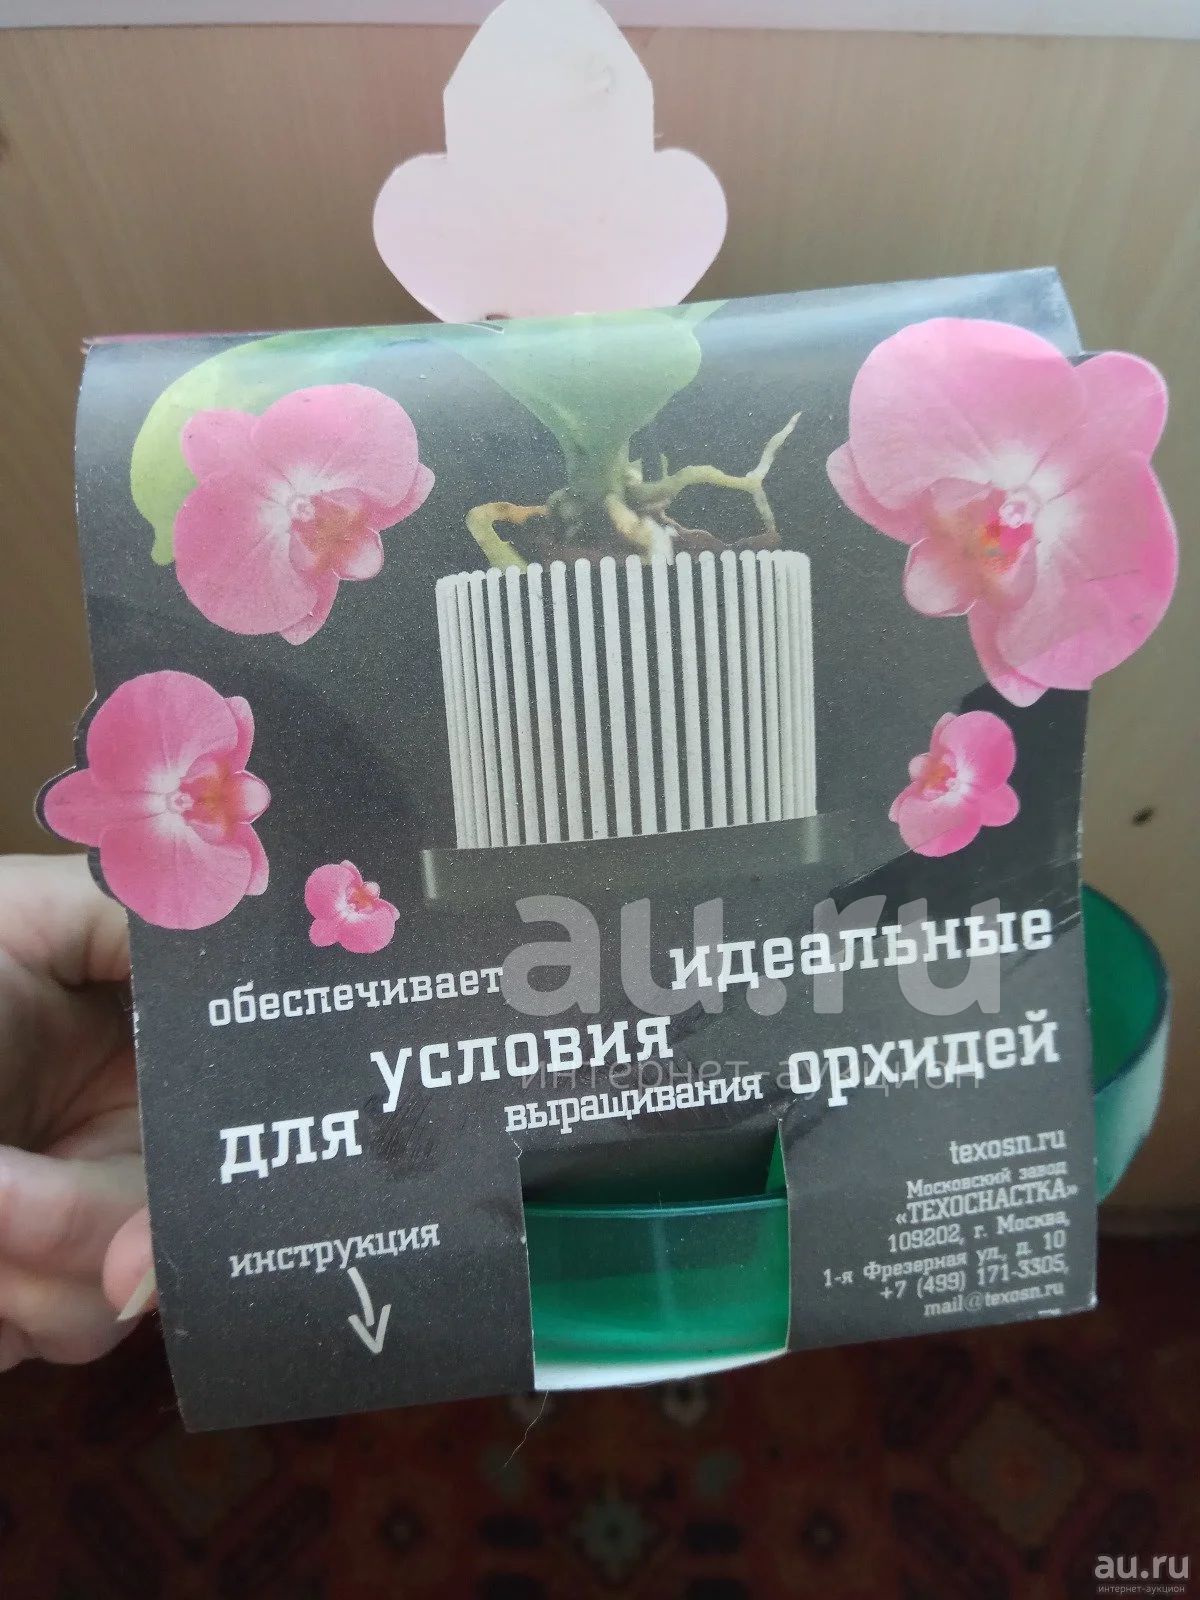 обеспечивает идеальные
условия
для выращивания орхидей
инструкция
texosn.ru
Московский завод
«ТЕХОСНАСТКА»
109202, г. Москва,
1-я Фрезерная ул., д. 10
+7 (499) 171-3305,
mail@texosn.ru
au.ru
интернет-аукцион
au.ru
интернет-аукцион